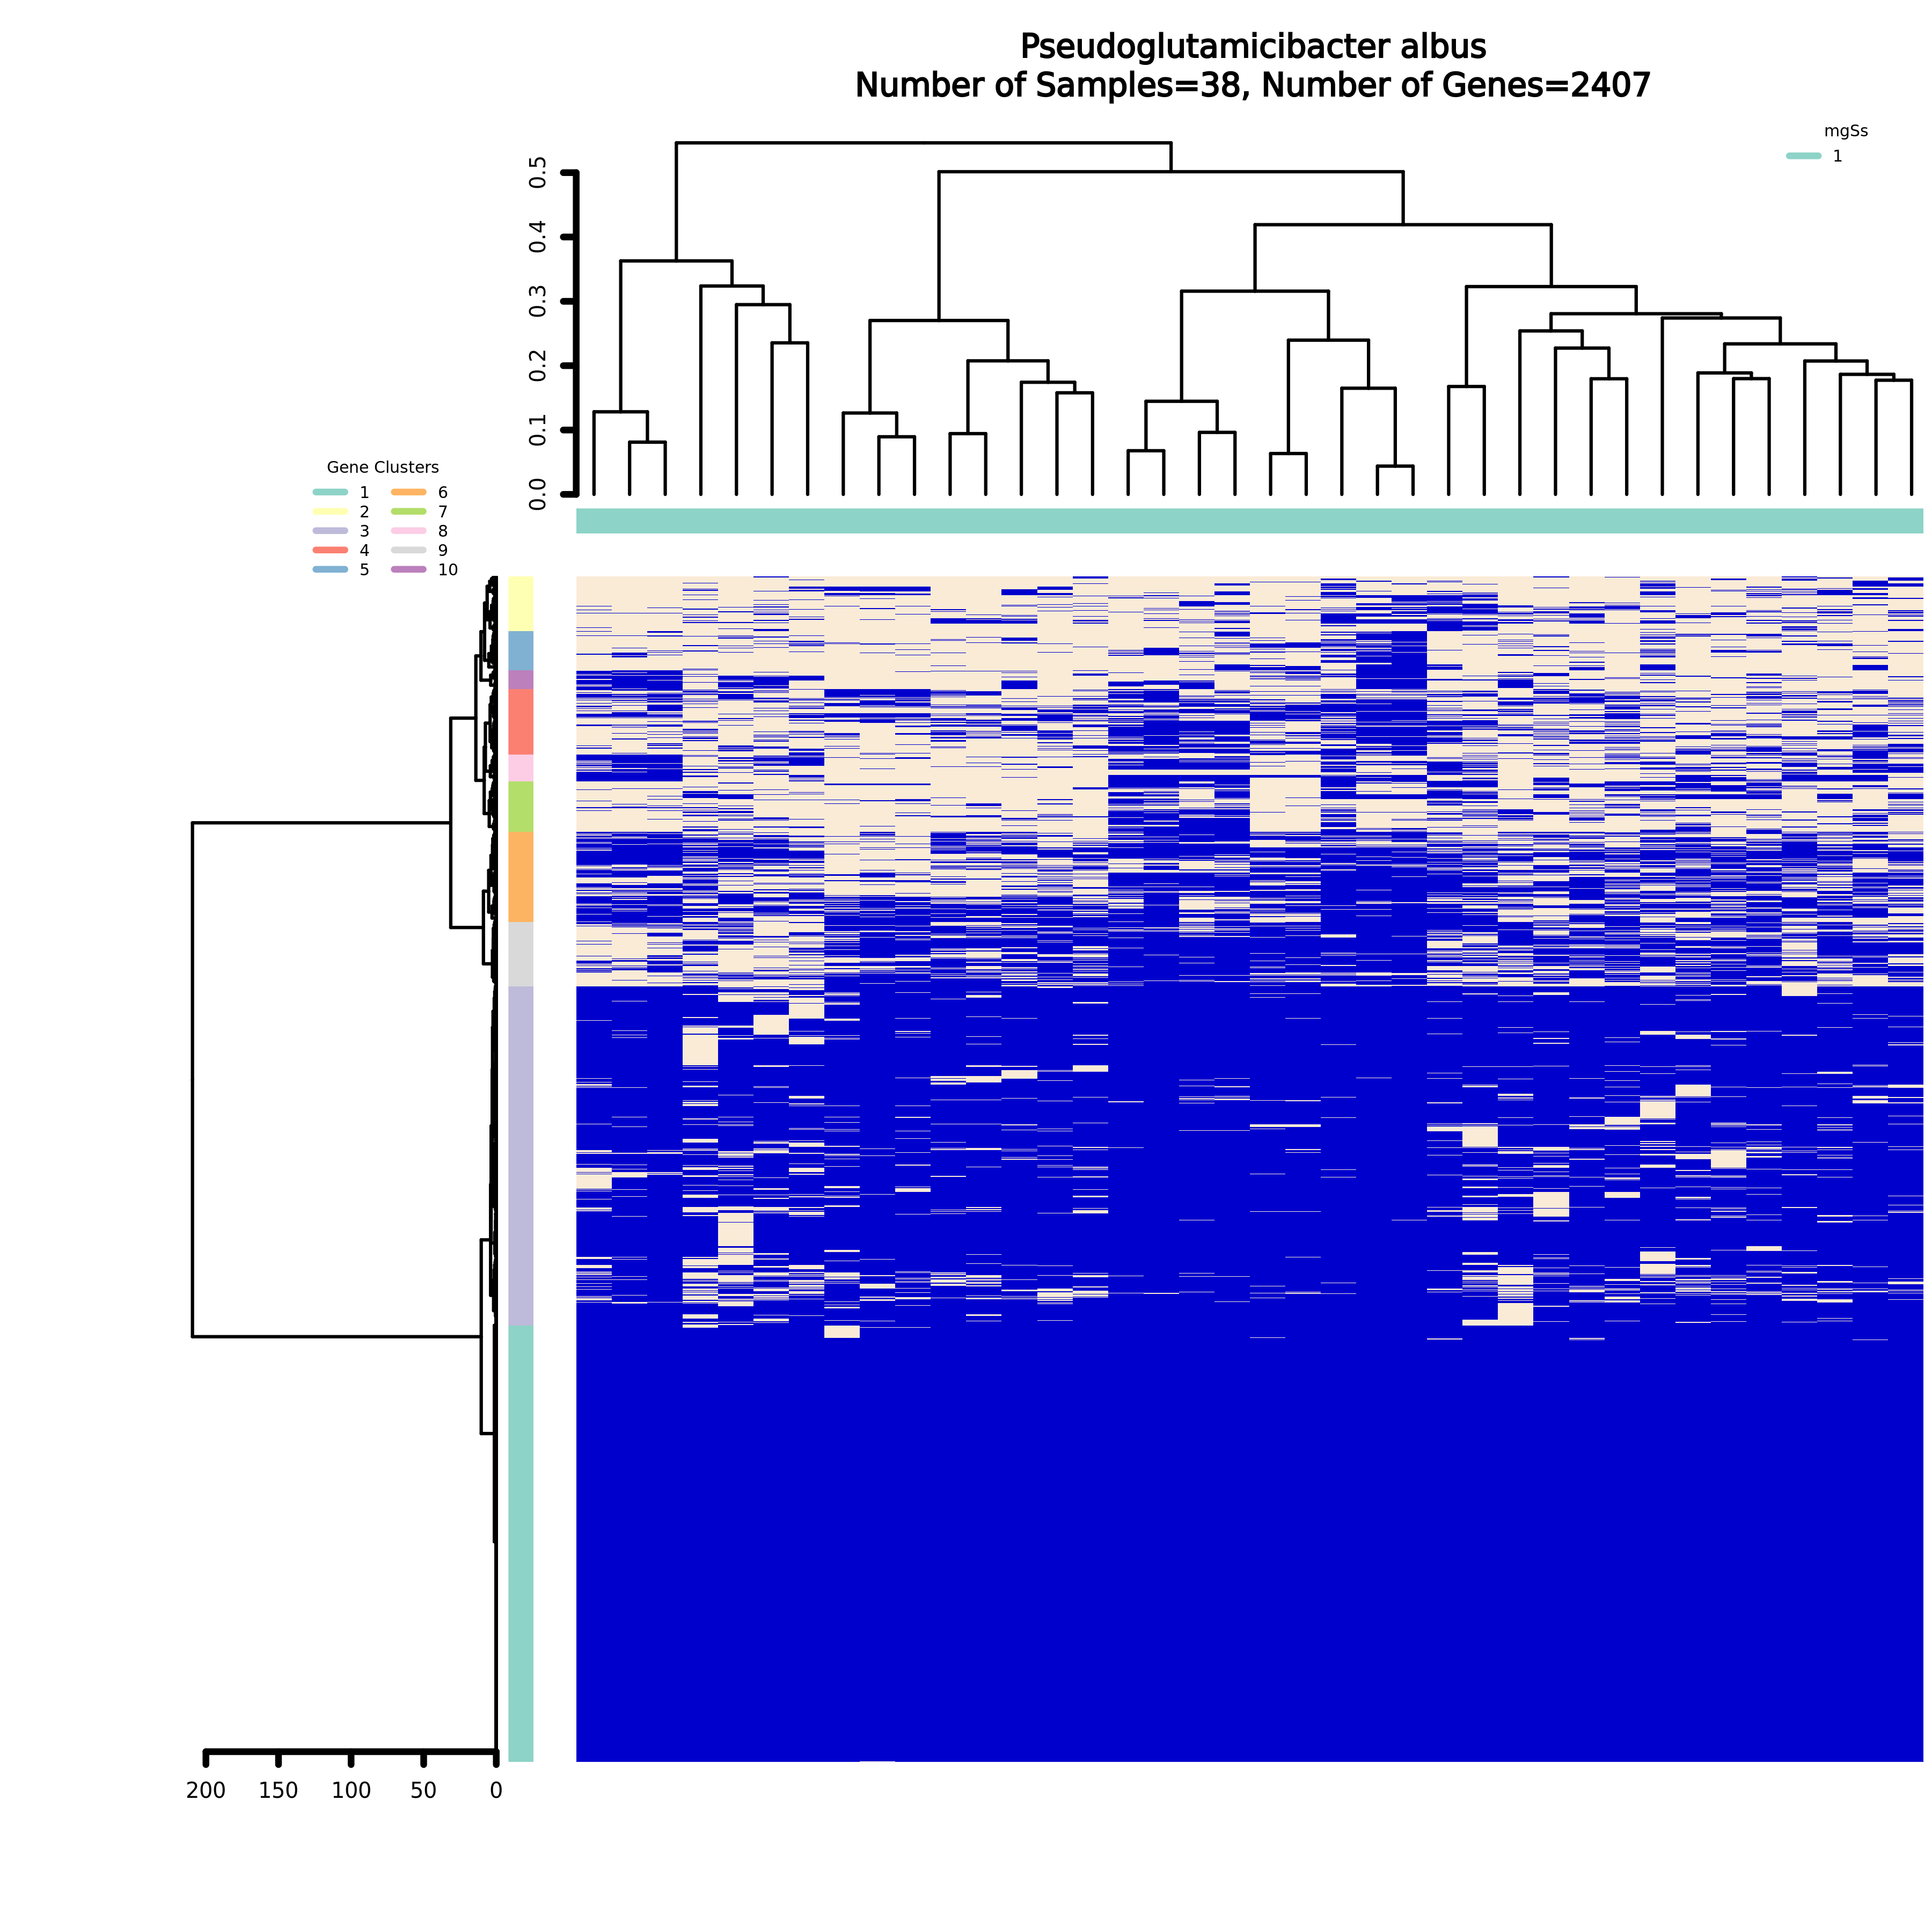 Pseudoglutamicibacter albus
Number of Samples=38, Number of Genes=2407
mgSs
1
0.5
0.4
0.3
0.2
0.1
0.0
Gene Clusters
1 6
2 7
3 8
4 9
5 10
200 150 100 50 0